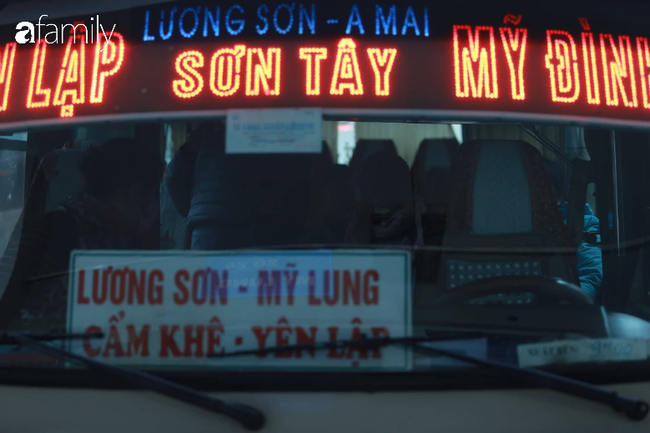 afamily
LƯƠNG SƠN - A MAI
N LẬP SƠN TÂY MỸ ĐÌNH
LƯƠNG SƠN - MỸ LUNG
CẨM KHÊ - YÊN LẬP